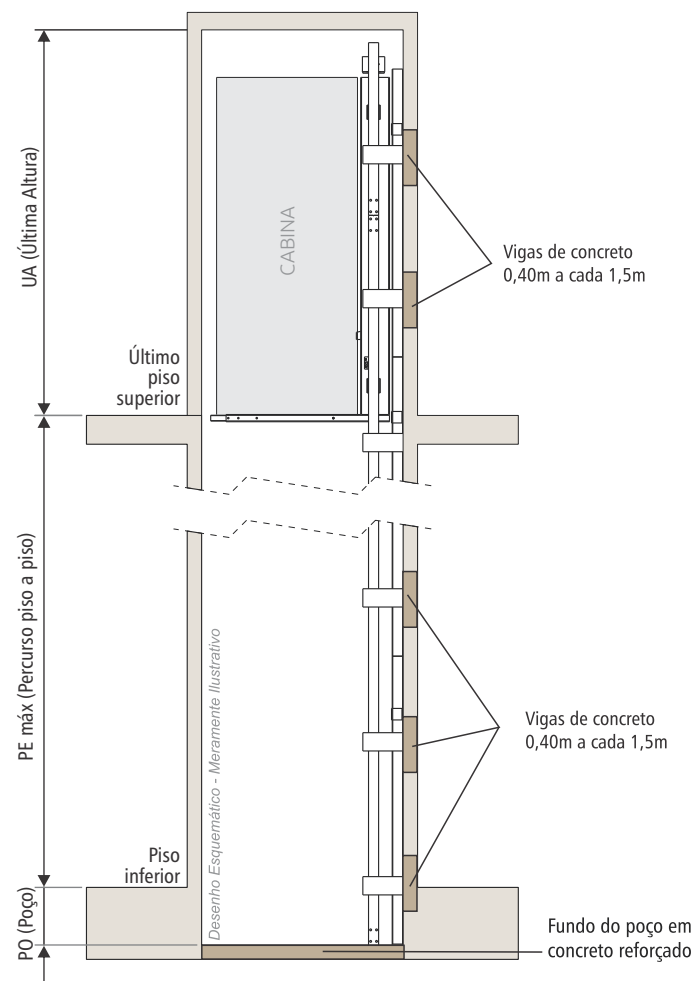 UA (Última Altura)
CABINA
Vigas de concreto
0,40m a cada 1,5m
Último
piso
superior
PE máx (Percurso piso a piso)
Desenho Esquemático - Meramente Ilustrativo
Vigas de concreto
0,40m a cada 1,5m
Piso
inferior
PO (Poço)
Fundo do poço em
concreto reforçado